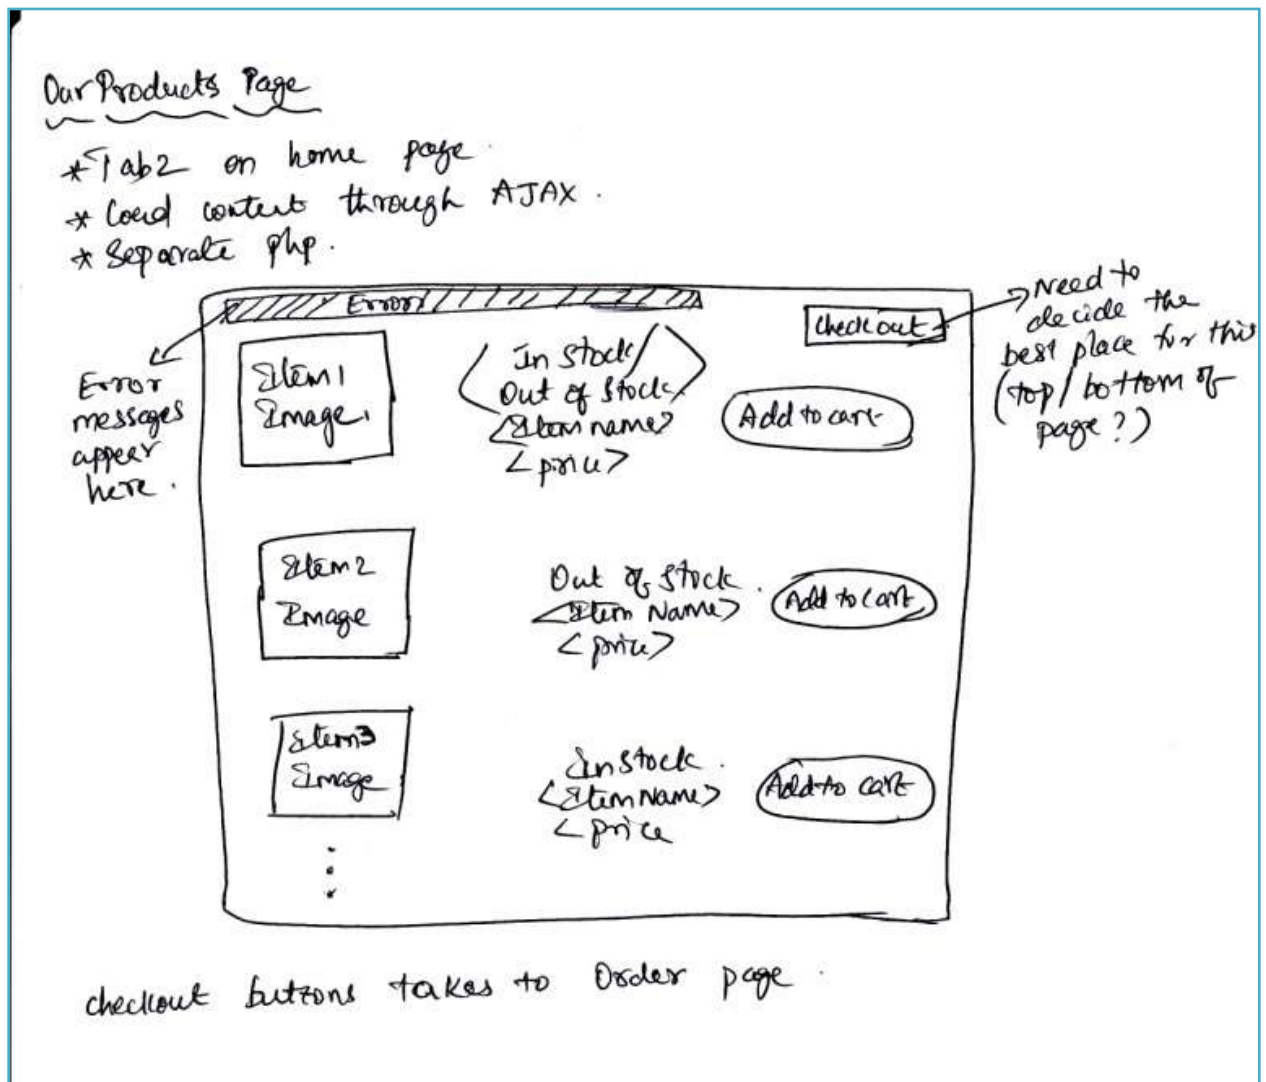 Our Products Page
* Tab2 on home page.
* Load content through AJAX.
* Separate php.
Error
Checkout
Need to
decide the
best place for this
(top/bottom of
page?)
Error
messages
appear
here.
Item1
Image1
<In stock/
Out of stock>
<Item name>
<price>
Add to cart
Item2
Image
Out of stock.
<Item Name>
<price>
Add to cart
Item3
Image
In stock.
<Item Name>
<price
Add to cart
checkout buttons takes to Order page.